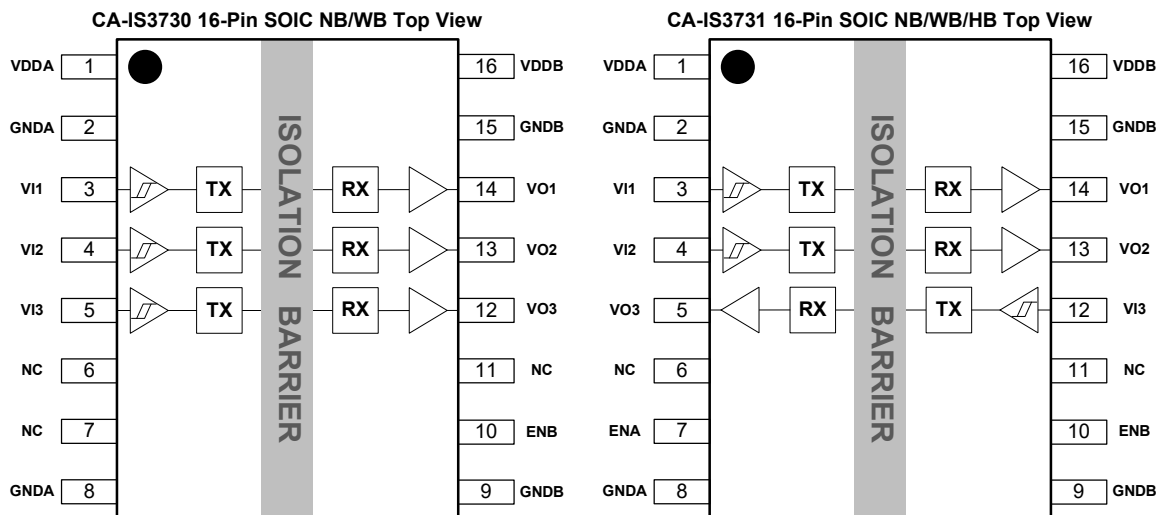 CA-IS3730 16-Pin SOIC NB/WB Top View
VDDA 1 16 VDDB
GNDA 2 15 GNDB
VI1 3 TX RX 14 VO1
VI2 4 TX RX 13 VO2
VI3 5 TX RX 12 VO3
NC 6 11 NC
NC 7 10 ENB
GNDA 8 9 GNDB
ISOLATION BARRIER
CA-IS3731 16-Pin SOIC NB/WB/HB Top View
VDDA 1 16 VDDB
GNDA 2 15 GNDB
VI1 3 TX RX 14 VO1
VI2 4 TX RX 13 VO2
VO3 5 RX TX 12 VI3
NC 6 11 NC
ENA 7 10 ENB
GNDA 8 9 GNDB
ISOLATION BARRIER